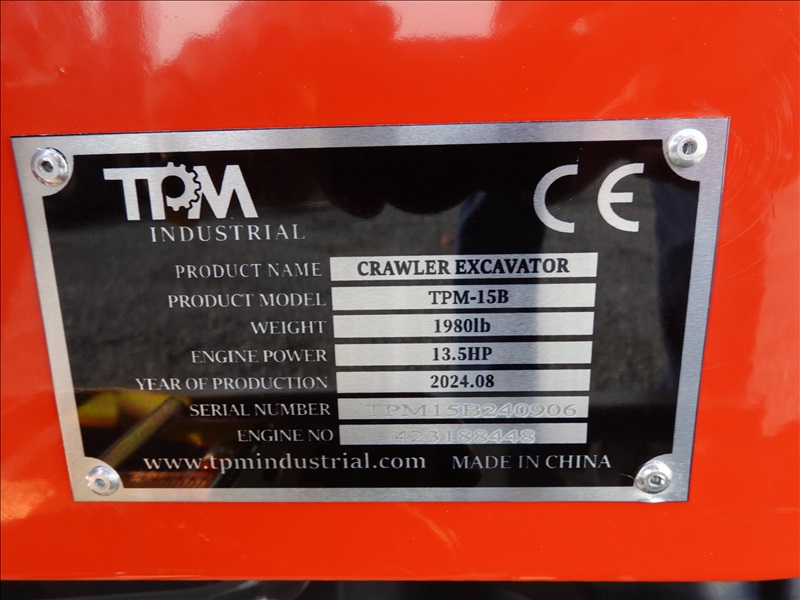 TPM
INDUSTRIAL
CE
PRODUCT NAME CRAWLER EXCAVATOR
PRODUCT MODEL TPM-15B
WEIGHT 1980lb
ENGINE POWER 13.5HP
YEAR OF PRODUCTION 2024.08
SERIAL NUMBER TPM15B240906
ENGINE NO 423188448
www.tpmindustrial.com MADE IN CHINA